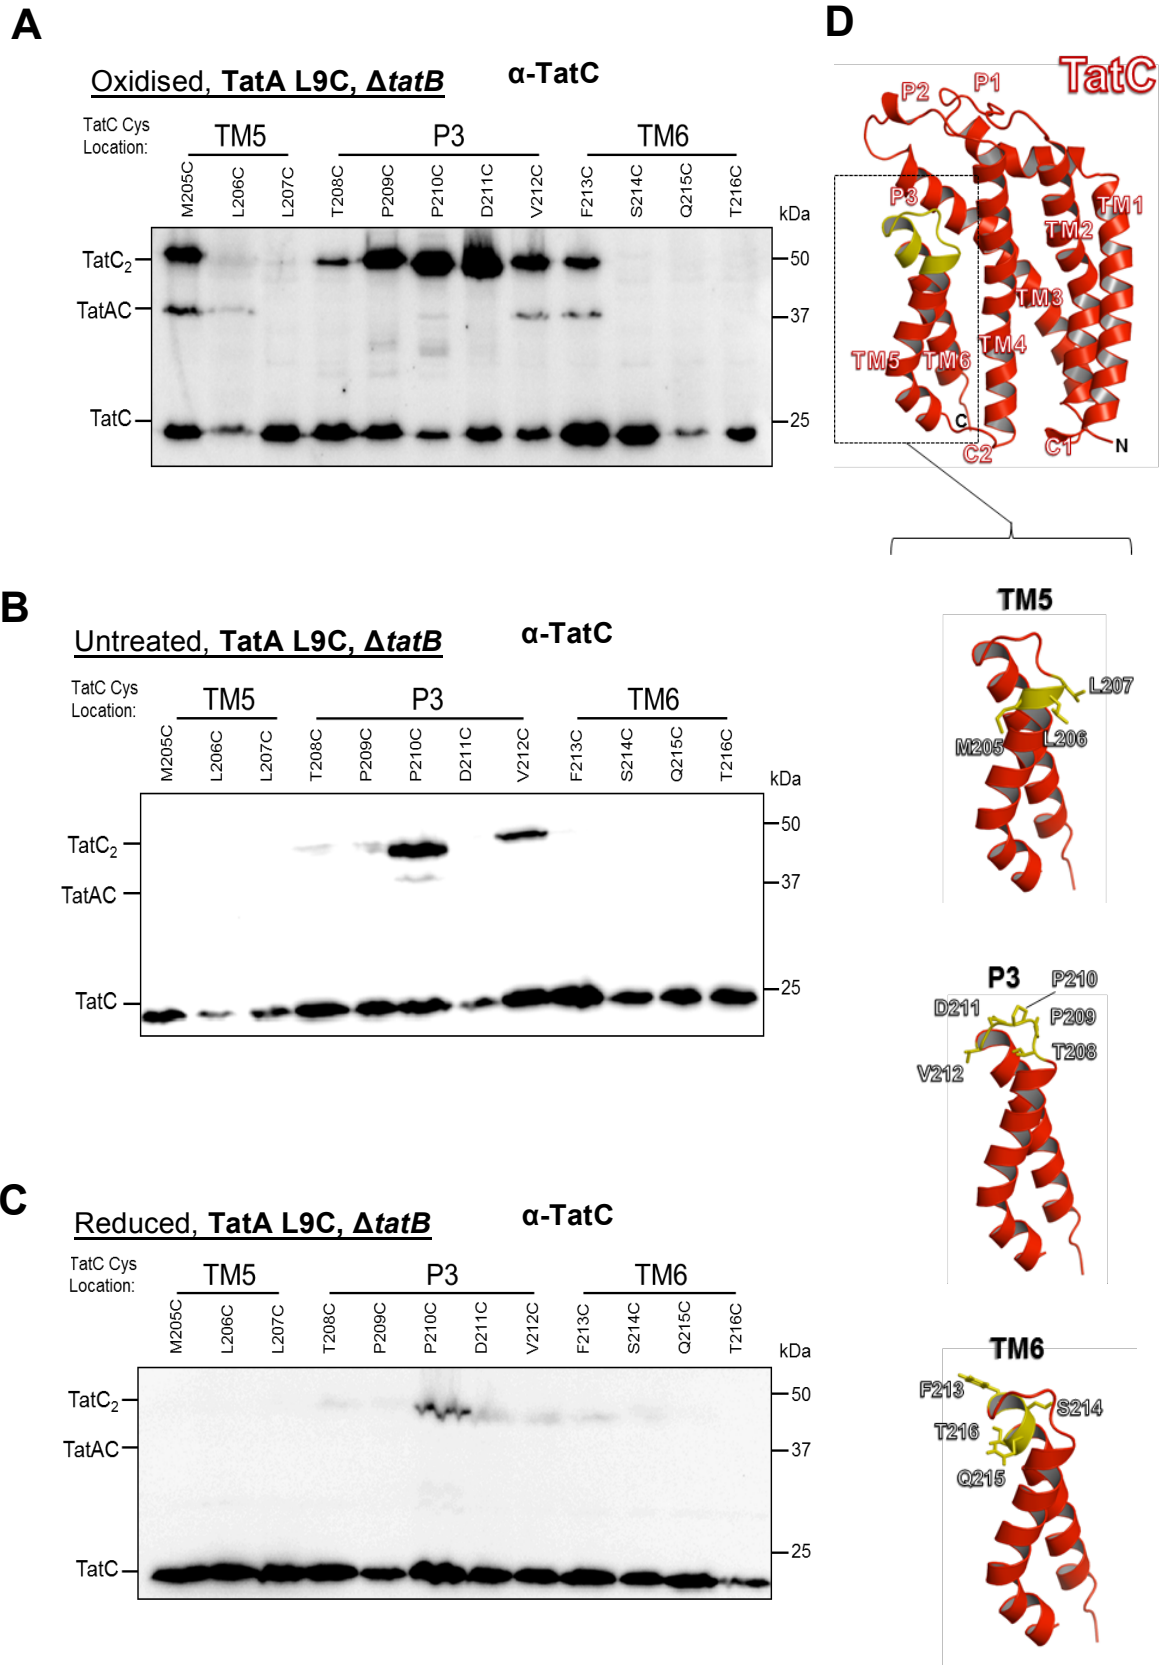 A
Oxidised, TatA L9C, ΔtatB
α-TatC
TatC Cys
Location:
TM5
P3
TM6
M205C
L206C
L207C
T208C
P209C
P210C
D211C
V212C
F213C
S214C
Q215C
T216C
kDa
TatC2
TatAC
TatC
50
37
25
B
Untreated, TatA L9C, ΔtatB
α-TatC
TatC Cys
Location:
TM5
P3
TM6
M205C
L206C
L207C
T208C
P209C
P210C
D211C
V212C
F213C
S214C
Q215C
T216C
kDa
TatC2
TatAC
TatC
50
37
25
C
Reduced, TatA L9C, ΔtatB
α-TatC
TatC Cys
Location:
TM5
P3
TM6
M205C
L206C
L207C
T208C
P209C
P210C
D211C
V212C
F213C
S214C
Q215C
T216C
kDa
TatC2
TatAC
TatC
50
37
25
D
TatC
P2
P1
P3
TM1
TM2
TM3
TM4
TM5
TM6
C
C2
C1
N
TM5
L207
M205
L206
P3
P210
D211
P209
T208
V212
TM6
F213
S214
T216
Q215